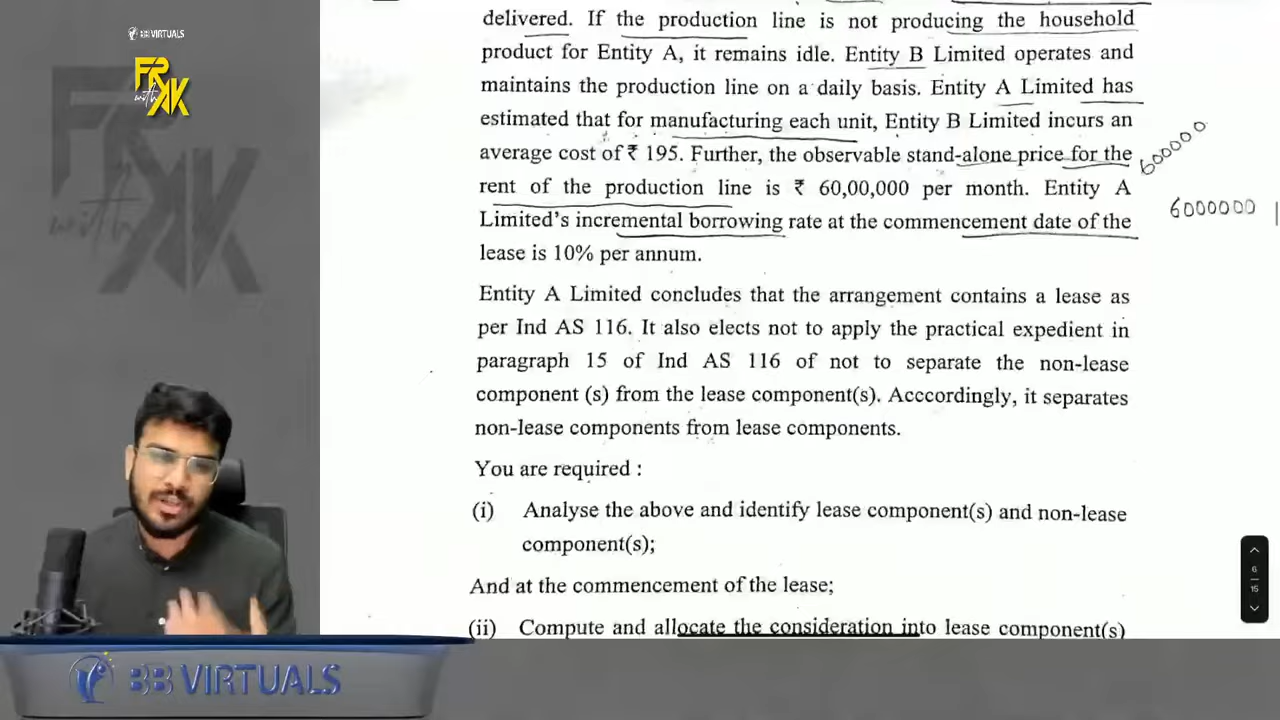 BB VIRTUALS
FR
with
AK
FR
with
AK
delivered. If the production line is not producing the household
product for Entity A, it remains idle. Entity B Limited operates and
maintains the production line on a daily basis. Entity A Limited has
estimated that for manufacturing each unit, Entity B Limited incurs an
average cost of ₹ 195. Further, the observable stand-alone price for the
rent of the production line is ₹ 60,00,000 per month. Entity A
Limited's incremental borrowing rate at the commencement date of the
lease is 10% per annum.
600000
6000000
Entity A Limited concludes that the arrangement contains a lease as
per Ind AS 116. It also elects not to apply the practical expedient in
paragraph 15 of Ind AS 116 of not to separate the non-lease
component (s) from the lease component(s). Acccordingly, it separates
non-lease components from lease components.
You are required :
(i) Analyse the above and identify lease component(s) and non-lease
component(s);
And at the commencement of the lease;
(ii) Compute and allocate the consideration into lease component(s)
6
15
BB VIRTUALS